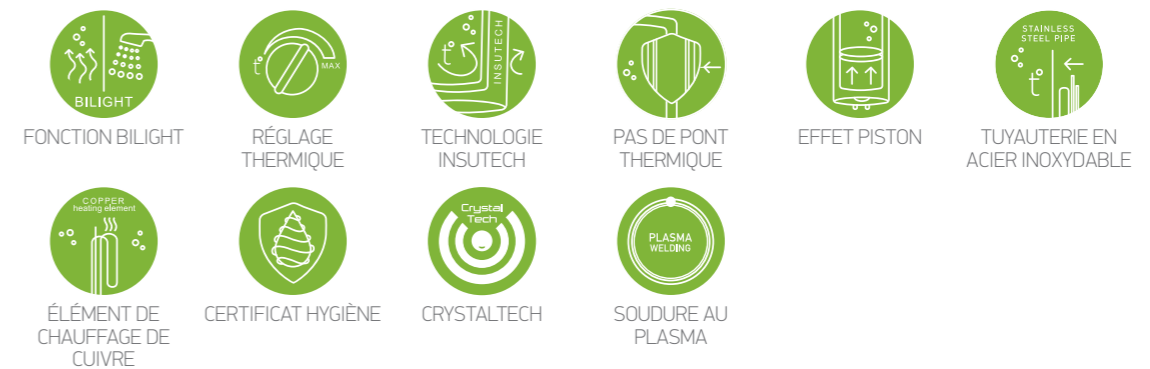 BILIGHT
FONCTION BILIGHT
t°
MAX
RÉGLAGE
THERMIQUE
t°
INSUTECH
TECHNOLOGIE
INSUTECH
PAS DE PONT
THERMIQUE
EFFET PISTON
STAINLESS
STEEL PIPE
t°
TUYAUTERIE EN
ACIER INOXYDABLE
COPPER
heating element
ÉLÉMENT DE
CHAUFFAGE DE
CUIVRE
CERTIFICAT HYGIÈNE
Crystal
Tech
CRYSTALTECH
PLASMA
WELDING
SOUDURE AU
PLASMA